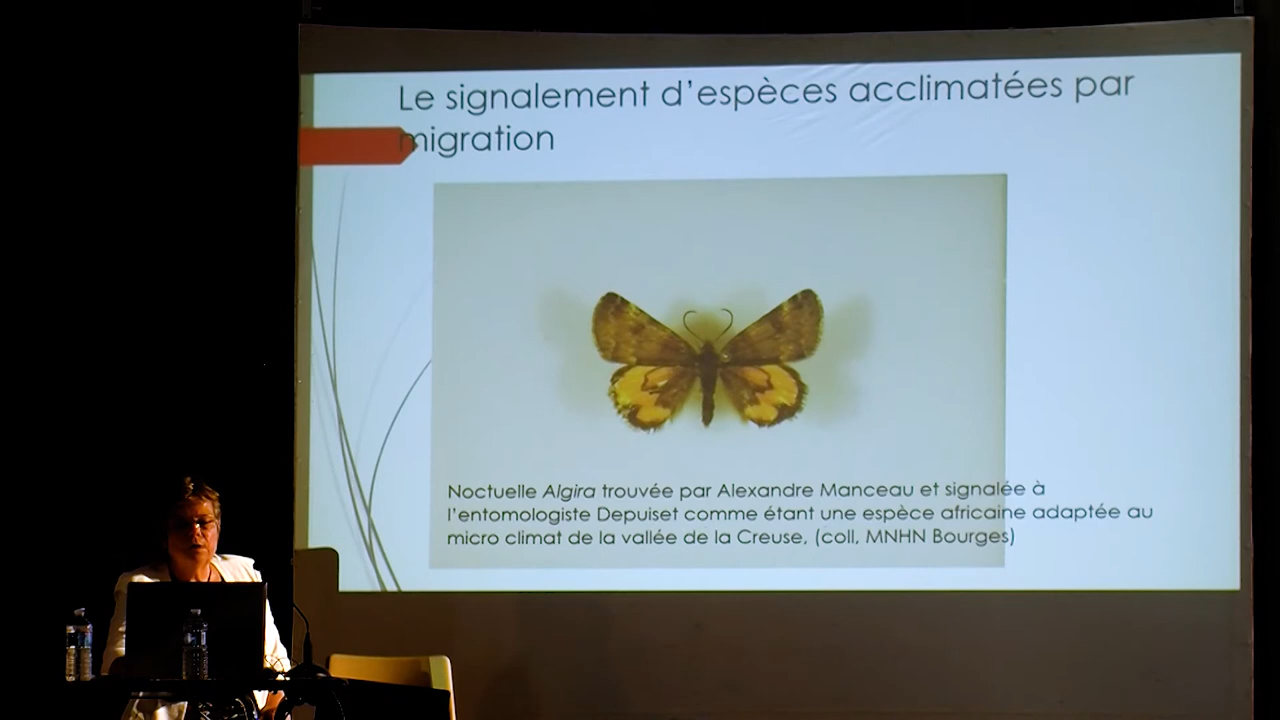 Le signalement d'espèces acclimatées par
migration
Noctuelle Algira trouvée par Alexandre Manceau et signalée à
l'entomologiste Depuiset comme étant une espèce africaine adaptée au
micro climat de la vallée de la Creuse, (coll, MNHN Bourges)